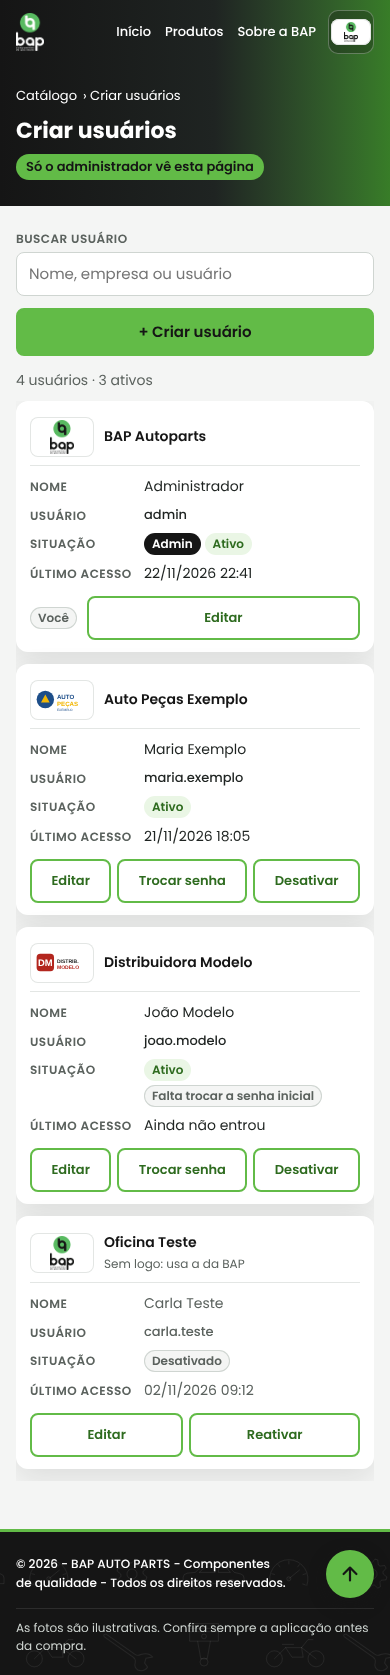 bap
Início Produtos Sobre a BAP
bap
Catálogo › Criar usuários
Criar usuários
Só o administrador vê esta página
BUSCAR USUÁRIO
Nome, empresa ou usuário
+ Criar usuário
4 usuários · 3 ativos
bap
BAP Autoparts
NOME Administrador
USUÁRIO admin
SITUAÇÃO Admin Ativo
ÚLTIMO ACESSO 22/11/2026 22:41
Você Editar
AUTO
PEÇAS
EXEMPLO
Auto Peças Exemplo
NOME Maria Exemplo
USUÁRIO maria.exemplo
SITUAÇÃO Ativo
ÚLTIMO ACESSO 21/11/2026 18:05
Editar Trocar senha Desativar
DM DISTRIB.
MODELO
Distribuidora Modelo
NOME João Modelo
USUÁRIO joao.modelo
SITUAÇÃO Ativo
Falta trocar a senha inicial
ÚLTIMO ACESSO Ainda não entrou
Editar Trocar senha Desativar
bap
Oficina Teste
Sem logo: usa a da BAP
NOME Carla Teste
USUÁRIO carla.teste
SITUAÇÃO Desativado
ÚLTIMO ACESSO 02/11/2026 09:12
Editar Reativar
© 2026 - BAP AUTO PARTS - Componentes
de qualidade - Todos os direitos reservados.
As fotos são ilustrativas. Confira sempre a aplicação antes
da compra.